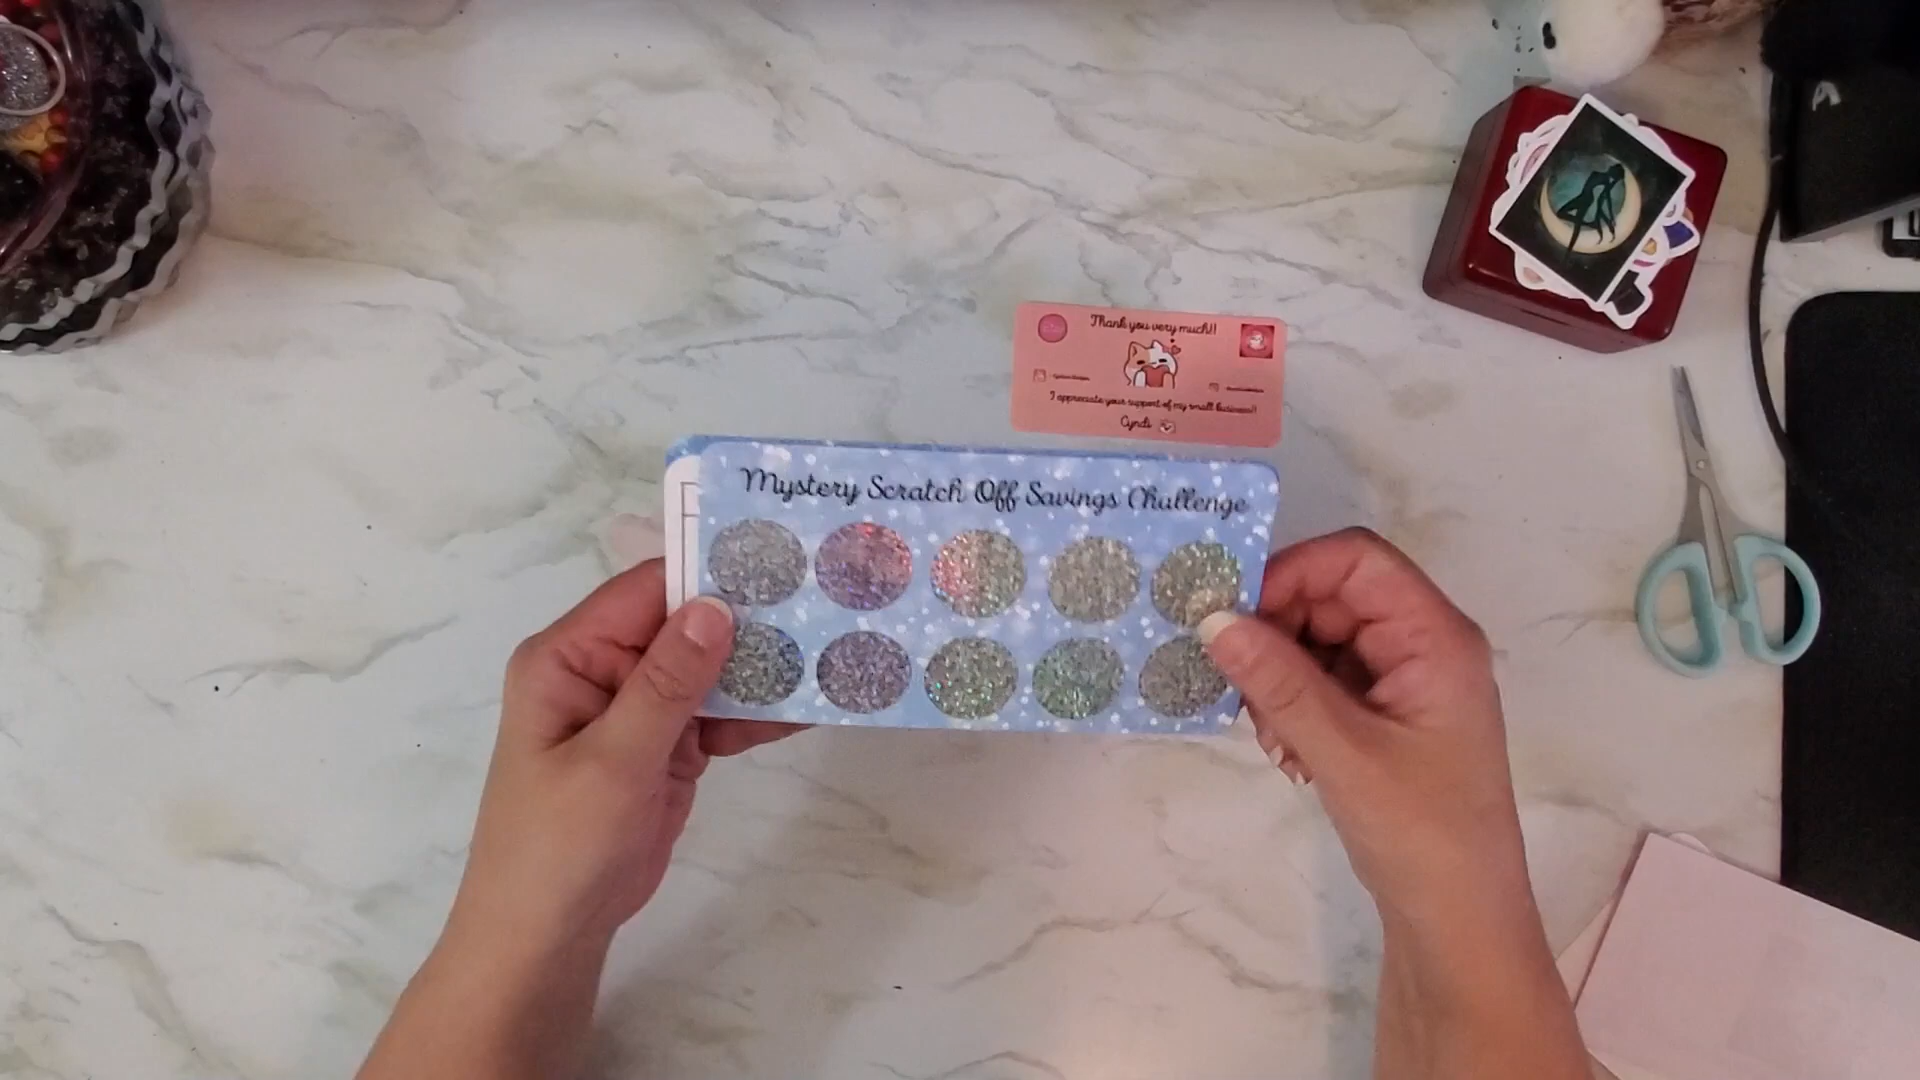 Thank you very much!!
I appreciate your support of my small business!!
Cyndi
Mystery Scratch Off Savings Challenge